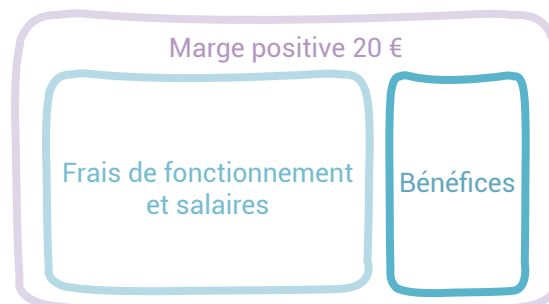 Marge positive 20 €
Frais de fonctionnement
et salaires
Bénéfices